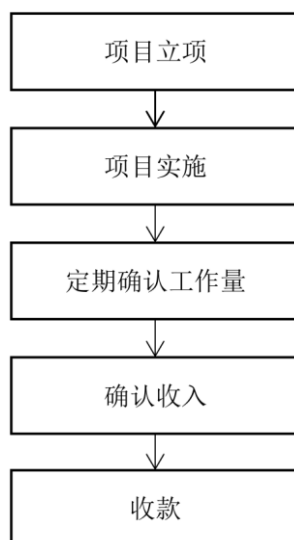 项目立项
项目实施
定期确认工作量
确认收入
收款